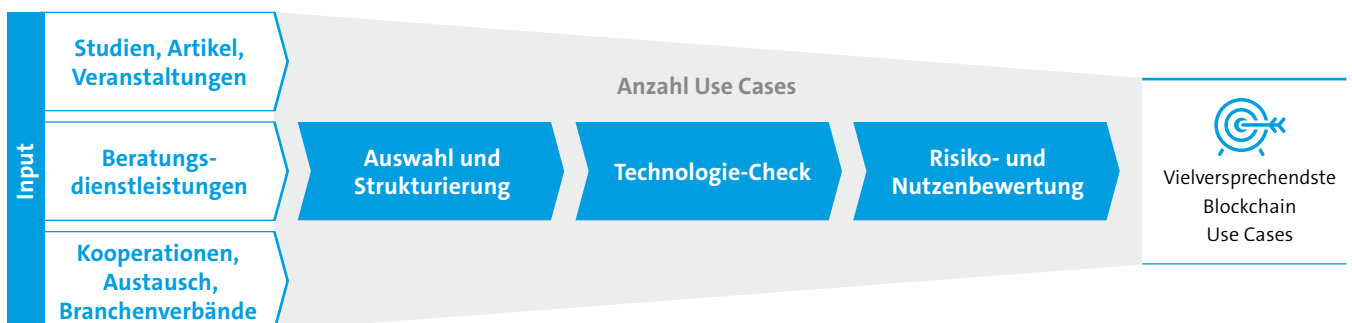 Input
Studien, Artikel,
Veranstaltungen
Beratungs-
dienstleistungen
Kooperationen,
Austausch,
Branchenverbände
Anzahl Use Cases
Auswahl und
Strukturierung
Technologie-Check
Risiko- und
Nutzenbewertung
Vielversprechendste
Blockchain
Use Cases